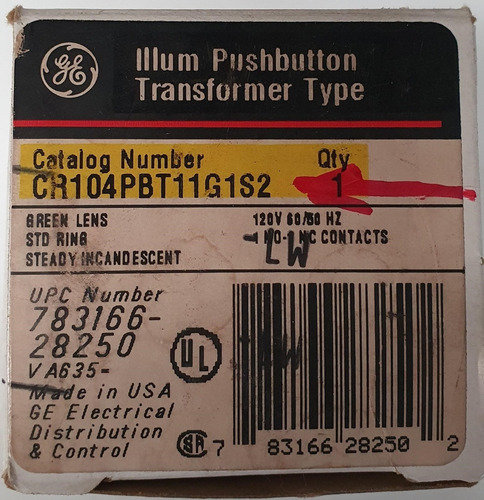 GE
Illum Pushbutton
Transformer Type
Catalog Number Qty
CR104PBT11G1S2 1
GREEN LENS 120V 60/50 HZ
STD RING 1 NO-1 NC CONTACTS
STEADY INCANDESCENT
UPC Number
783166-
28250
VA635-
UL
Made in USA
GE Electrical
Distribution
& Control
SA
7 83166 28250 2